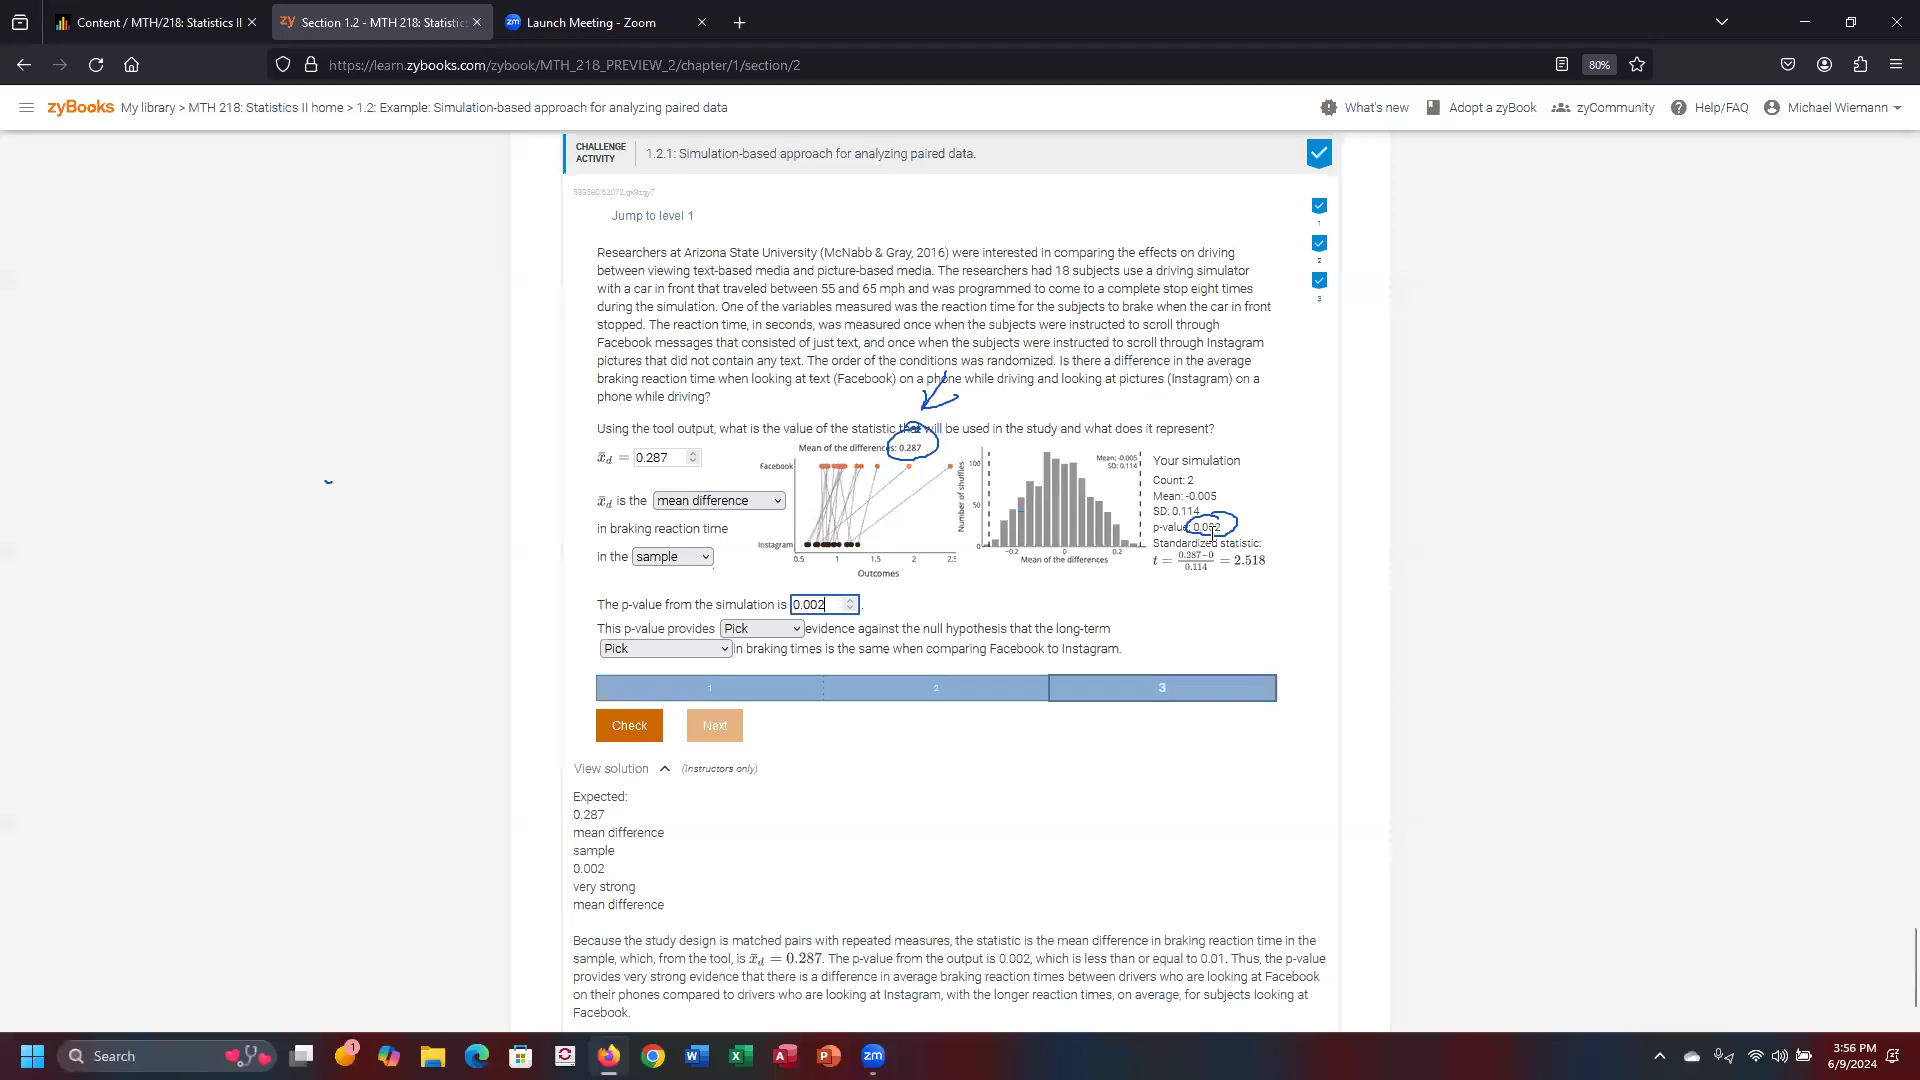 Content / MTH/218: Statistics II
Section 1.2 - MTH 218: Statistic
Launch Meeting - Zoom
https://learn.zybooks.com/zybook/MTH_218_PREVIEW_2/chapter/1/section/2
80%
zyBooks My library > MTH 218: Statistics II home > 1.2: Example: Simulation-based approach for analyzing paired data
What's new
Adopt a zyBook
zyCommunity
Help/FAQ
Michael Wiemann
CHALLENGE ACTIVITY
1.2.1: Simulation-based approach for analyzing paired data.
Jump to level 1
1
2
3
Researchers at Arizona State University (McNabb & Gray, 2016) were interested in comparing the effects on driving
between viewing text-based media and picture-based media. The researchers had 18 subjects use a driving simulator
with a car in front that traveled between 55 and 65 mph and was programmed to come to a complete stop eight times
during the simulation. One of the variables measured was the reaction time for the subjects to brake when the car in front
stopped. The reaction time, in seconds, was measured once when the subjects were instructed to scroll through
Facebook messages that consisted of just text, and once when the subjects were instructed to scroll through Instagram
pictures that did not contain any text. The order of the conditions was randomized. Is there a difference in the average
braking reaction time when looking at text (Facebook) on a phone while driving and looking at pictures (Instagram) on a
phone while driving?
Using the tool output, what is the value of the statistic that will be used in the study and what does it represent?
x̄d = 0.287
x̄d is the mean difference
in braking reaction time
in the sample
Mean of the differences: 0.287
Facebook
Instagram
0.5 1 1.5 2 2.5
Outcomes
Number of shuffles
100
50
0
Mean: -0.005
SD: 0.114
-0.2 0 0.2
Mean of the differences
Your simulation
Count: 2
Mean: -0.005
SD: 0.114
p-value: 0.002
Standardized statistic:
t = (0.287−0)/0.114 = 2.518
The p-value from the simulation is 0.002 .
This p-value provides Pick evidence against the null hypothesis that the long-term
Pick in braking times is the same when comparing Facebook to Instagram.
1 2 3
Check Next
View solution (Instructors only)
Expected:
0.287
mean difference
sample
0.002
very strong
mean difference
Because the study design is matched pairs with repeated measures, the statistic is the mean difference in braking reaction time in the
sample, which, from the tool, is x̄d = 0.287. The p-value from the output is 0.002, which is less than or equal to 0.01. Thus, the p-value
provides very strong evidence that there is a difference in average braking reaction times between drivers who are looking at Facebook
on their phones compared to drivers who are looking at Instagram, with the longer reaction times, on average, for subjects looking at
Facebook.
Search
1
3:56 PM
6/9/2024